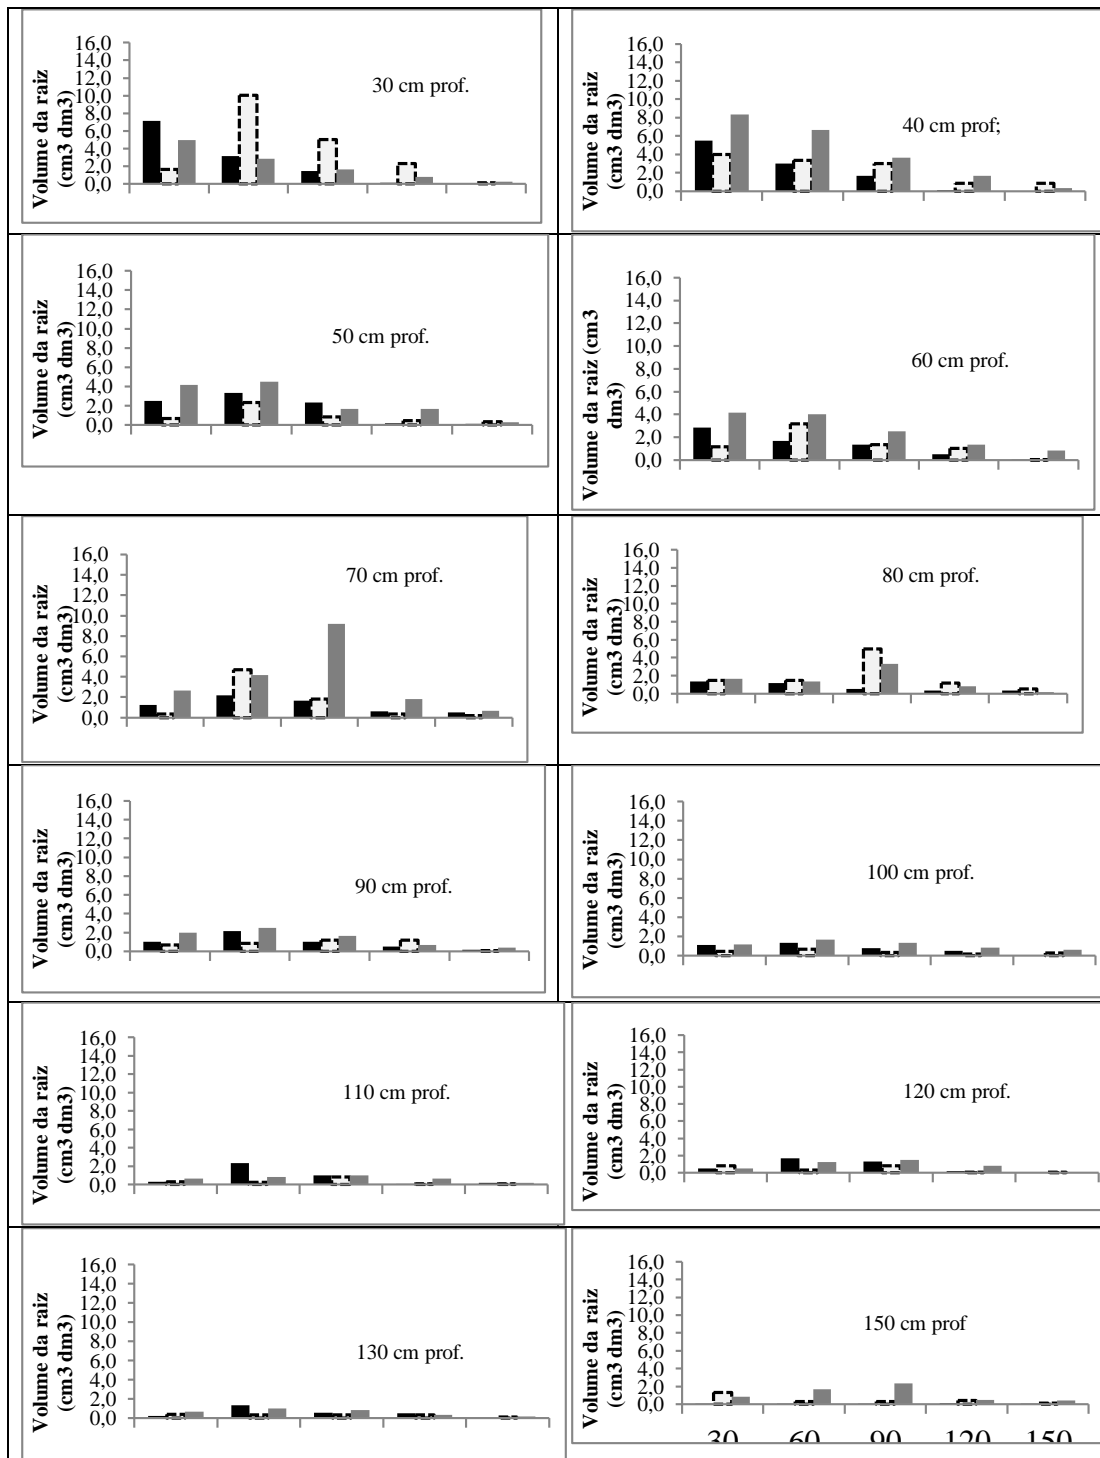 Volume da raiz
(cm3 dm3)
16,0
14,0
12,0
10,0
8,0
6,0
4,0
2,0
0,0
30 cm prof.
Volume da raiz
(cm3 dm3)
16,0
14,0
12,0
10,0
8,0
6,0
4,0
2,0
0,0
40 cm prof;
Volume da raiz
(cm3 dm3)
16,0
14,0
12,0
10,0
8,0
6,0
4,0
2,0
0,0
50 cm prof.
Volume da raiz (cm3
dm3)
16,0
14,0
12,0
10,0
8,0
6,0
4,0
2,0
0,0
60 cm prof.
Volume da raiz
(cm3 dm3)
16,0
14,0
12,0
10,0
8,0
6,0
4,0
2,0
0,0
70 cm prof.
Volume da raiz
(cm3 dm3)
16,0
14,0
12,0
10,0
8,0
6,0
4,0
2,0
0,0
80 cm prof.
Volume da raiz
(cm3 dm3)
16,0
14,0
12,0
10,0
8,0
6,0
4,0
2,0
0,0
90 cm prof.
Volume da raiz
(cm3 dm3)
16,0
14,0
12,0
10,0
8,0
6,0
4,0
2,0
0,0
100 cm prof.
Volume da raiz
(cm3 dm3)
16,0
14,0
12,0
10,0
8,0
6,0
4,0
2,0
0,0
110 cm prof.
Volume da raiz
(cm3 dm3)
16,0
14,0
12,0
10,0
8,0
6,0
4,0
2,0
0,0
120 cm prof.
Volume da raiz
(cm3 dm3)
16,0
14,0
12,0
10,0
8,0
6,0
4,0
2,0
0,0
130 cm prof.
Volume da raiz
(cm3 dm3)
16,0
14,0
12,0
10,0
8,0
6,0
4,0
2,0
0,0
150 cm prof
30 60 90 120 150